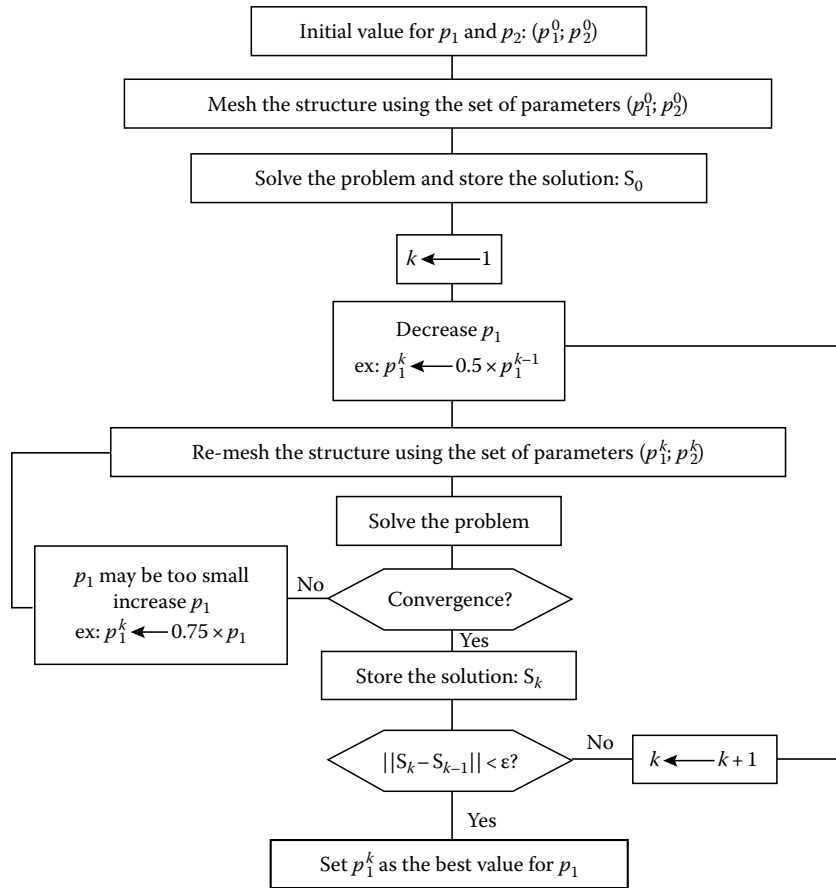 Initial value for p₁ and p₂: (p₁⁰; p₂⁰)
Mesh the structure using the set of parameters (p₁⁰; p₂⁰)
Solve the problem and store the solution: S₀
k ← 1
Decrease p₁
ex: p₁ᵏ ← 0.5 × p₁ᵏ⁻¹
Re-mesh the structure using the set of parameters (p₁ᵏ; p₂ᵏ)
Solve the problem
p₁ may be too small
increase p₁
ex: p₁ᵏ ← 0.75 × p₁
No
Convergence?
Yes
Store the solution: Sₖ
||Sₖ – Sₖ₋₁|| < ε?
No
k ← k + 1
Yes
Set p₁ᵏ as the best value for p₁